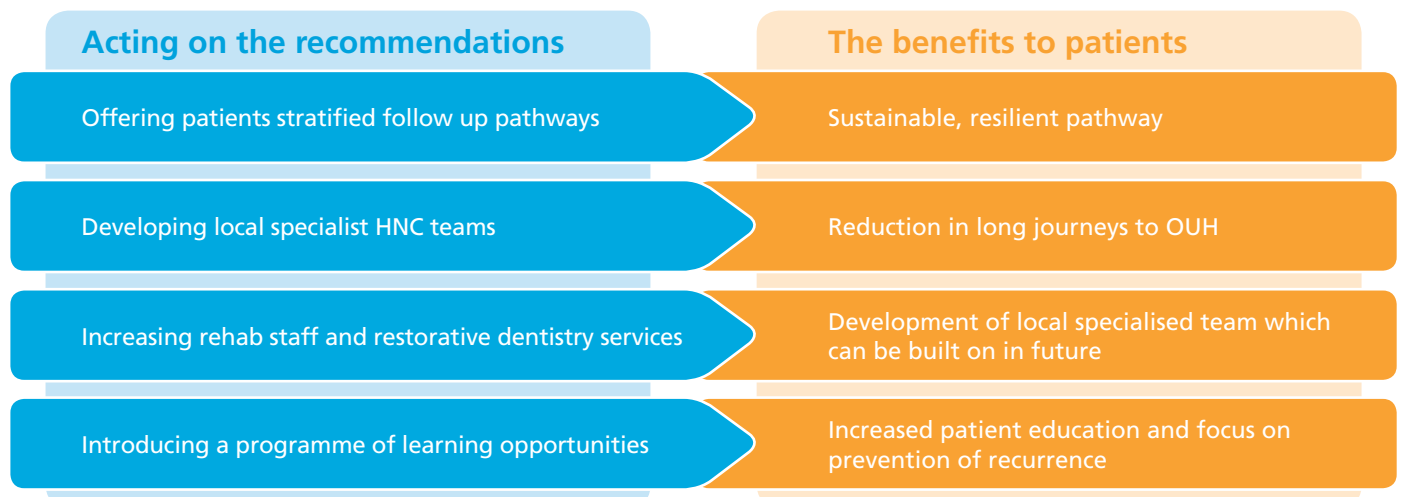 Acting on the recommendations
The benefits to patients
Offering patients stratified follow up pathways
Sustainable, resilient pathway
Developing local specialist HNC teams
Reduction in long journeys to OUH
Increasing rehab staff and restorative dentistry services
Development of local specialised team which
can be built on in future
Introducing a programme of learning opportunities
Increased patient education and focus on
prevention of recurrence